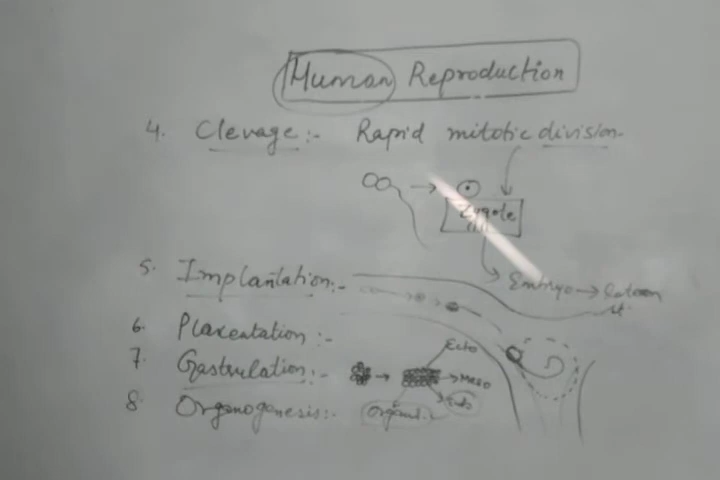 Human Reproduction
4. Clevage:- Rapid mitotic division
Zygote
5. Implantation:-
Embryo →
6. Placentation:-
Ecto
7. Gastrulation:-
→ Meso
Endo
8. Organogenesis:-